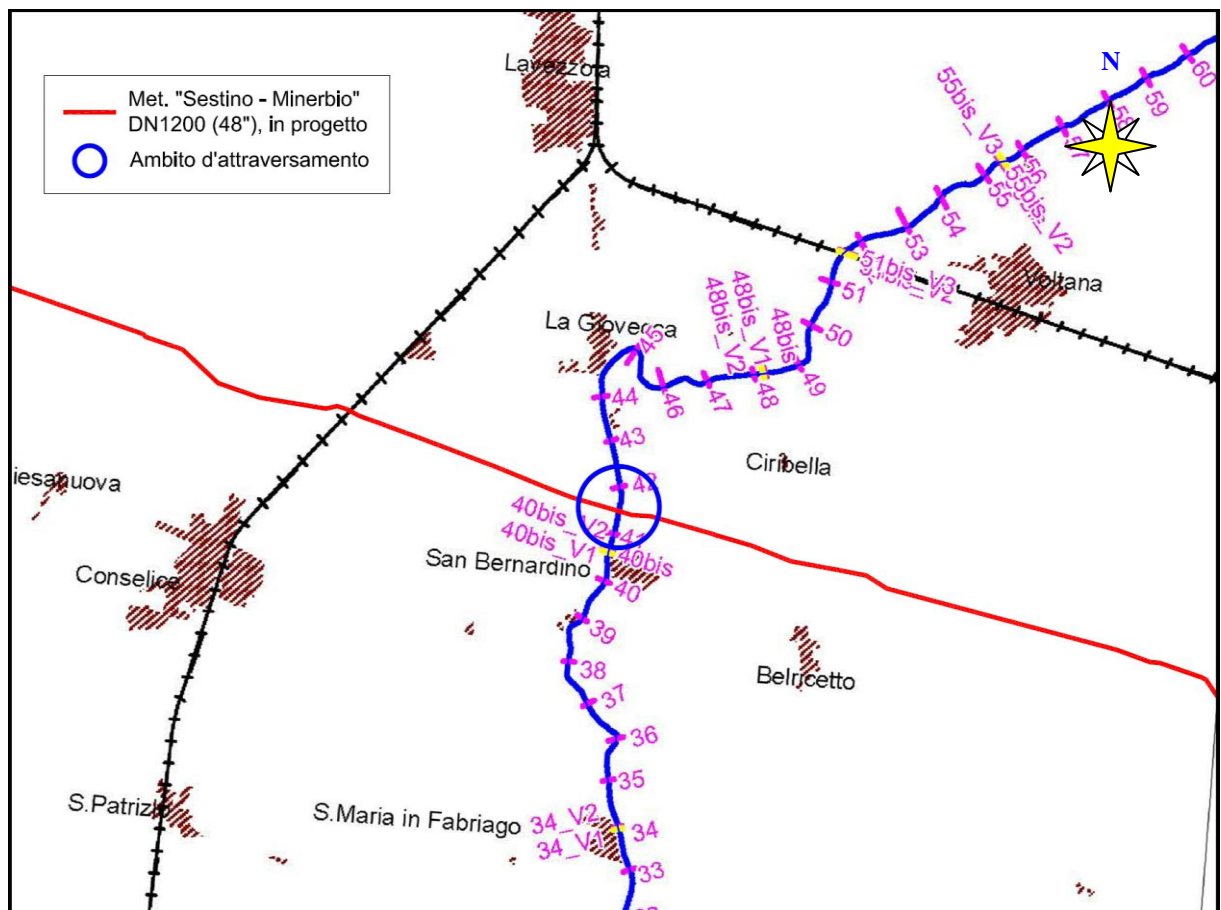 Met. "Sestino - Minerbio"
DN1200 (48"), in progetto
Ambito d'attraversamento
Lavezzola
N
60
59
58
57
56
55bis_V3
55bis_V2
55
54
53
51bis_V3
51
Voltana
50
49
48bis
48bis_V1
48bis_V2
48
47
46
45
La Giovecca
44
43
42
Ciribella
iesanuova
41
40bis_V2
40bis_V1
40bis
San Bernardino
40
Conselice
39
38
37
Belricetto
36
35
S.Patrizio
S.Maria in Fabriago
34_V2
34_V1
34
33